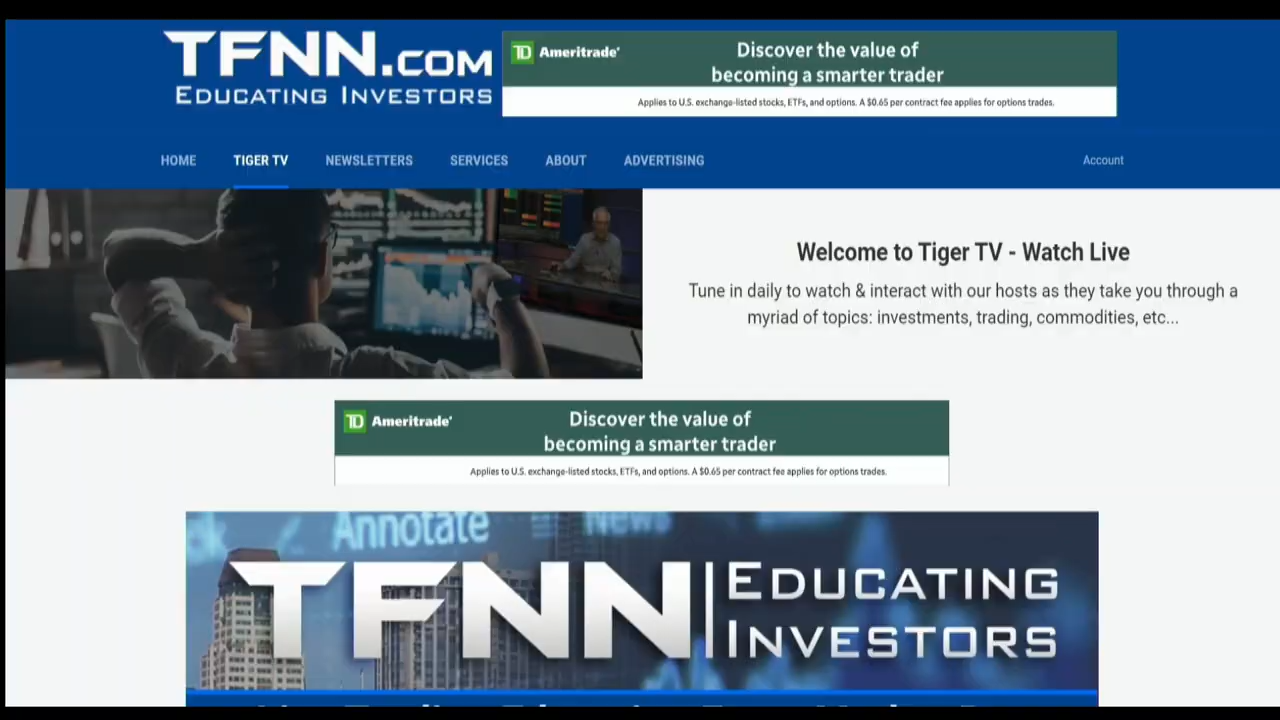 TFNN.COM
EDUCATING INVESTORS
TD Ameritrade
Discover the value of
becoming a smarter trader
Applies to U.S. exchange-listed stocks, ETFs, and options. A $0.65 per contract fee applies for options trades.
HOME TIGER TV NEWSLETTERS SERVICES ABOUT ADVERTISING Account
Welcome to Tiger TV - Watch Live
Tune in daily to watch & interact with our hosts as they take you through a
myriad of topics: investments, trading, commodities, etc...
TD Ameritrade
Discover the value of
becoming a smarter trader
Applies to U.S. exchange-listed stocks, ETFs, and options. A $0.65 per contract fee applies for options trades.
Annotate News
TFNN EDUCATING
INVESTORS